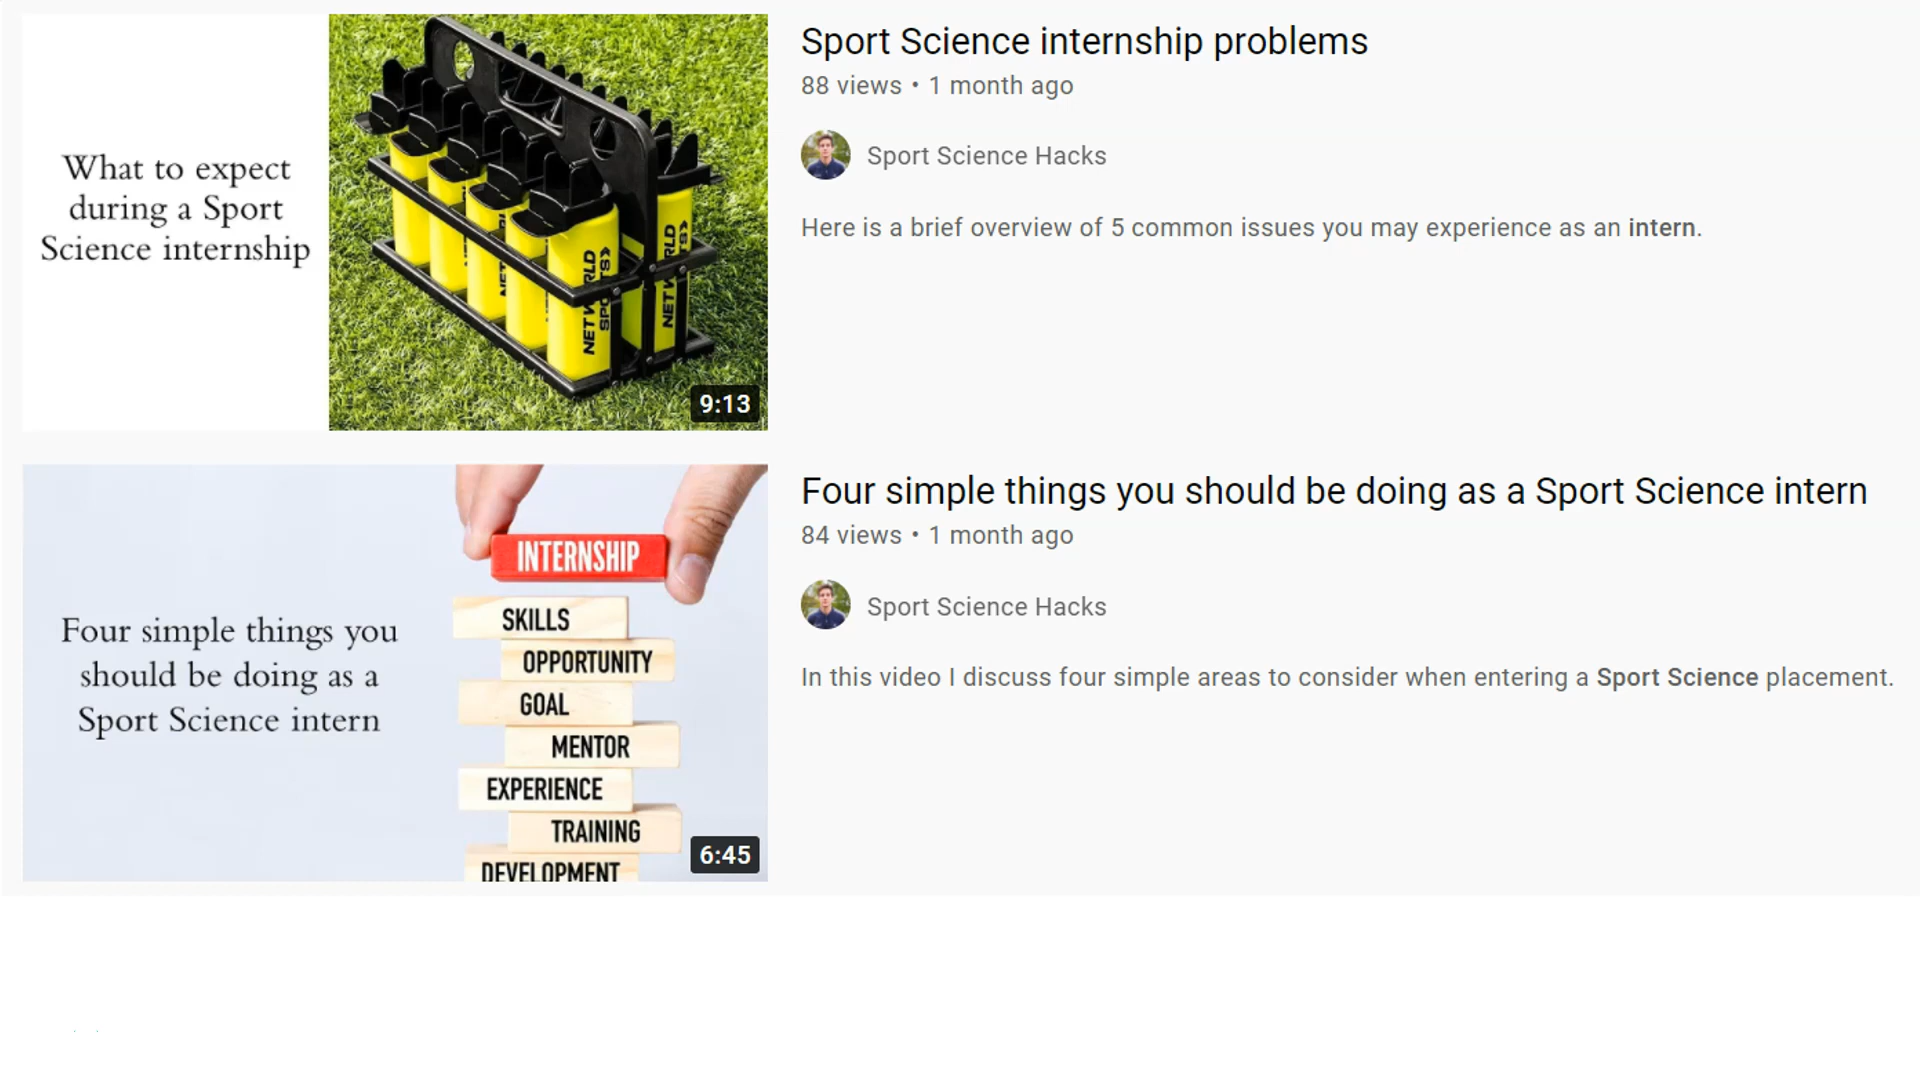 What to expect
during a Sport
Science internship
NETWORLD
SPORTS
NETWORLD
9:13
Sport Science internship problems
88 views • 1 month ago
Sport Science Hacks
Here is a brief overview of 5 common issues you may experience as an intern.
Four simple things you
should be doing as a
Sport Science intern
INTERNSHIP
SKILLS
OPPORTUNITY
GOAL
MENTOR
EXPERIENCE
TRAINING
DEVELOPMENT
6:45
Four simple things you should be doing as a Sport Science intern
84 views • 1 month ago
Sport Science Hacks
In this video I discuss four simple areas to consider when entering a Sport Science placement.